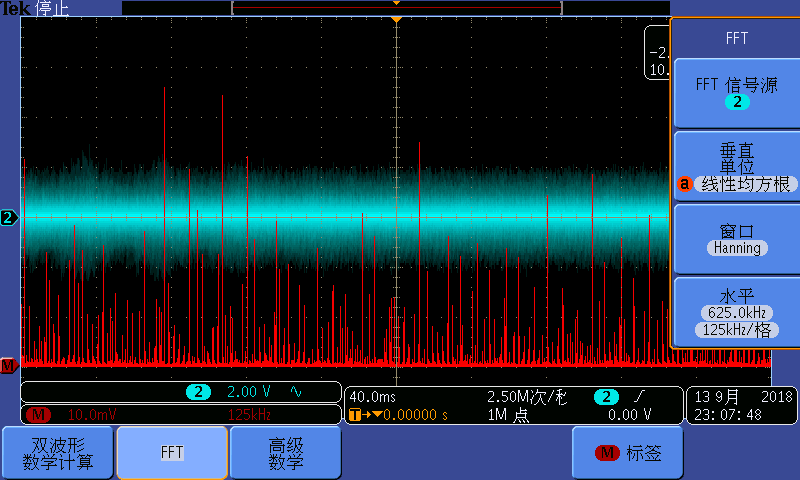 Tek 停止
FFT
-2.
10.
FFT 信号源
2
垂直
单位
a 线性均方根
窗口
Hanning
水平
625.0kHz
125kHz/格
2
M
2 2.00 V
M 10.0mV 125kHz
40.0ms 2.50M次/秒 2
T 0.00000 s 1M 点 0.00 V
13 9月 2018
23:07:48
双波形
数学计算
FFT
高级
数学
M 标签